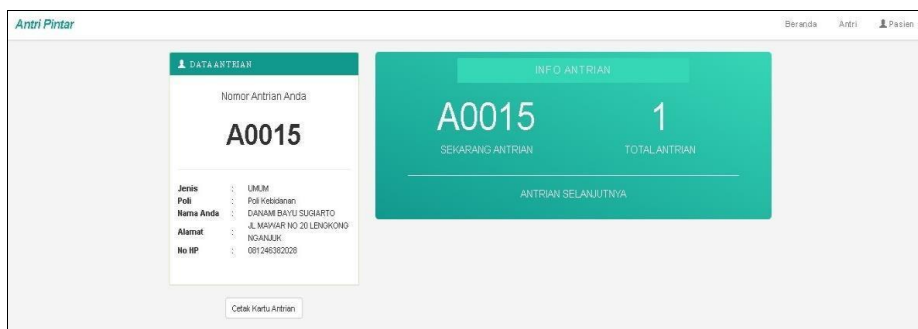 Antri Pintar
Beranda Antri Pasien
DATA ANTRIAN
Nomor Antrian Anda
A0015
Jenis : UMUM
Poli : Poli Kebidanan
Nama Anda : DANAMI BAYU SUGIARTO
Alamat : JL MAWAR NO 20 LENGKONG
NGANJUK
No HP : 081246382028
Cetak Kartu Antrian
INFO ANTRIAN
A0015 1
SEKARANG ANTRIAN TOTAL ANTRIAN
ANTRIAN SELANJUTNYA